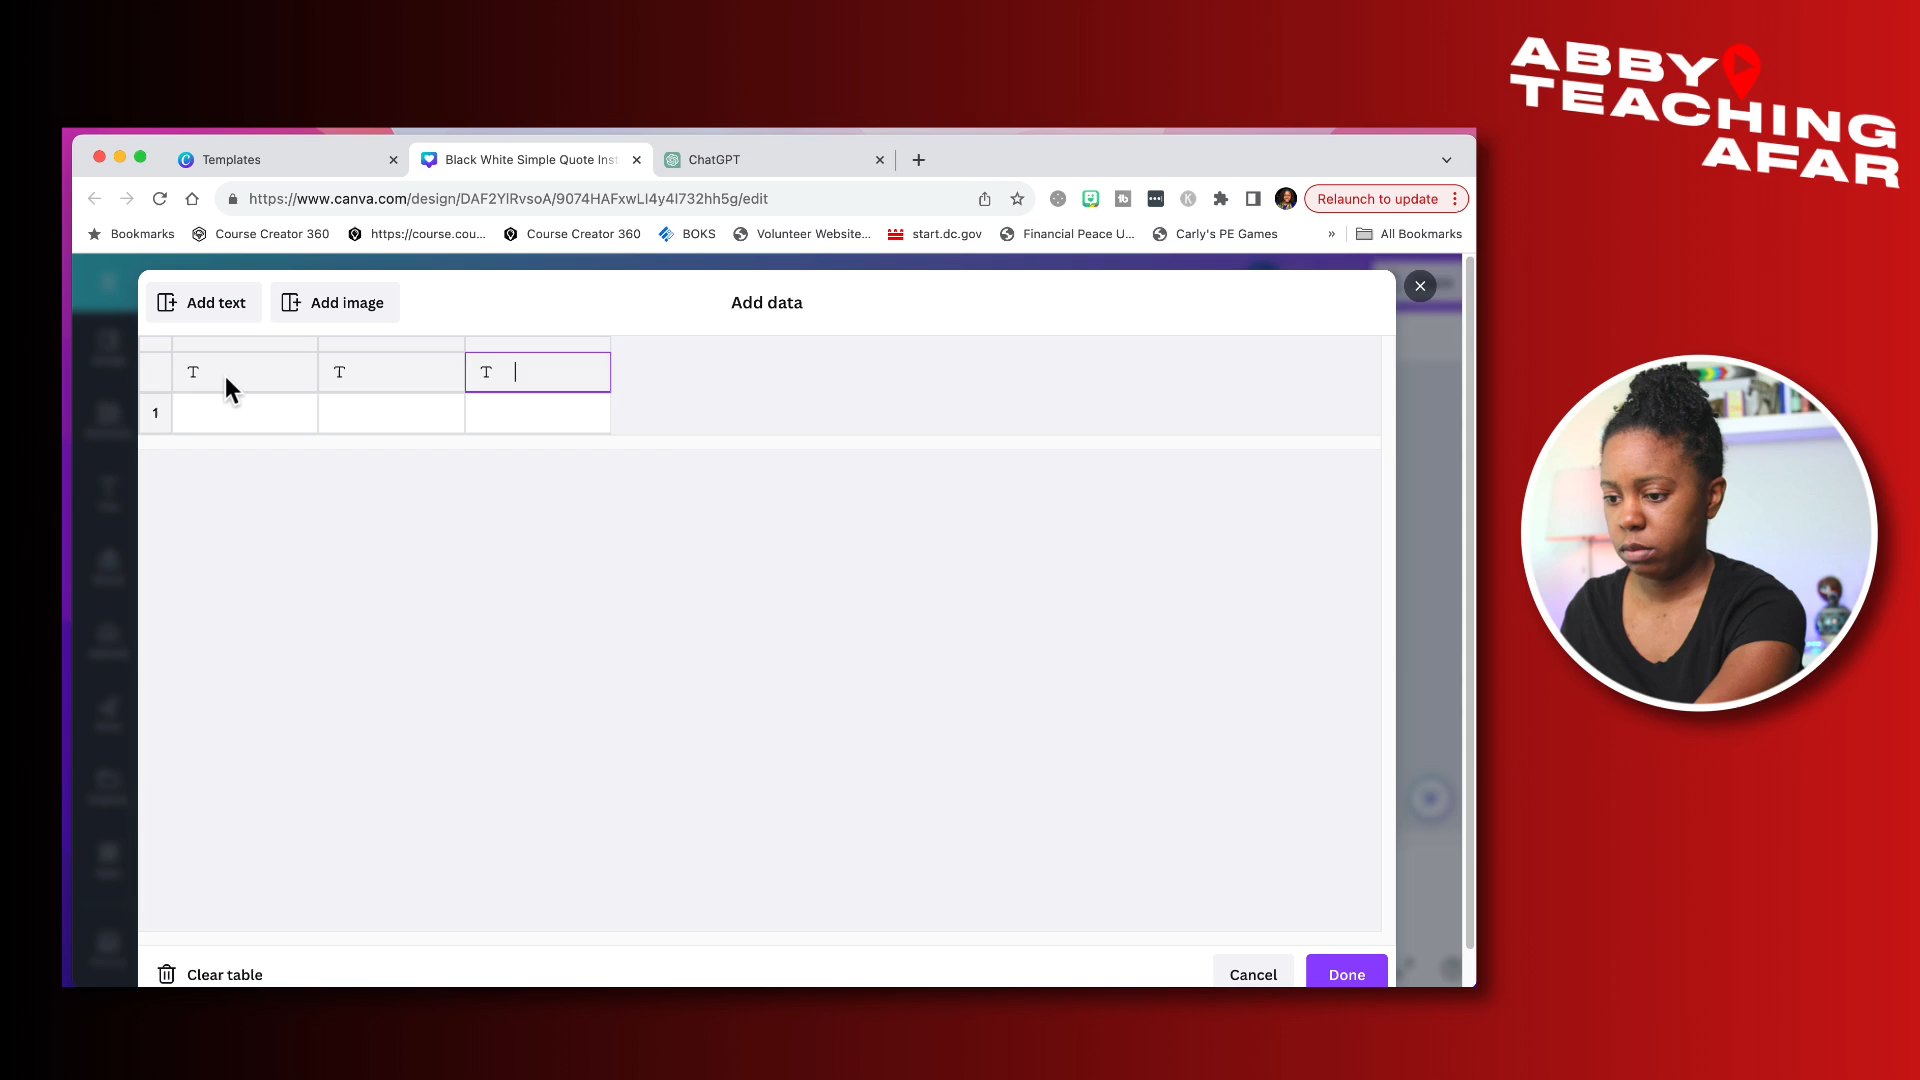 ABBY
TEACHING
AFAR
Templates
Black White Simple Quote Inst
ChatGPT
https://www.canva.com/design/DAF2YlRvsoA/9074HAFxwLI4y4l732hh5g/edit
Relaunch to update
Bookmarks
Course Creator 360
https://course.cou...
Course Creator 360
BOKS
Volunteer Website...
start.dc.gov
Financial Peace U...
Carly's PE Games
»
All Bookmarks
Add text
Add image
Add data
T
T
T
1
Clear table
Cancel
Done